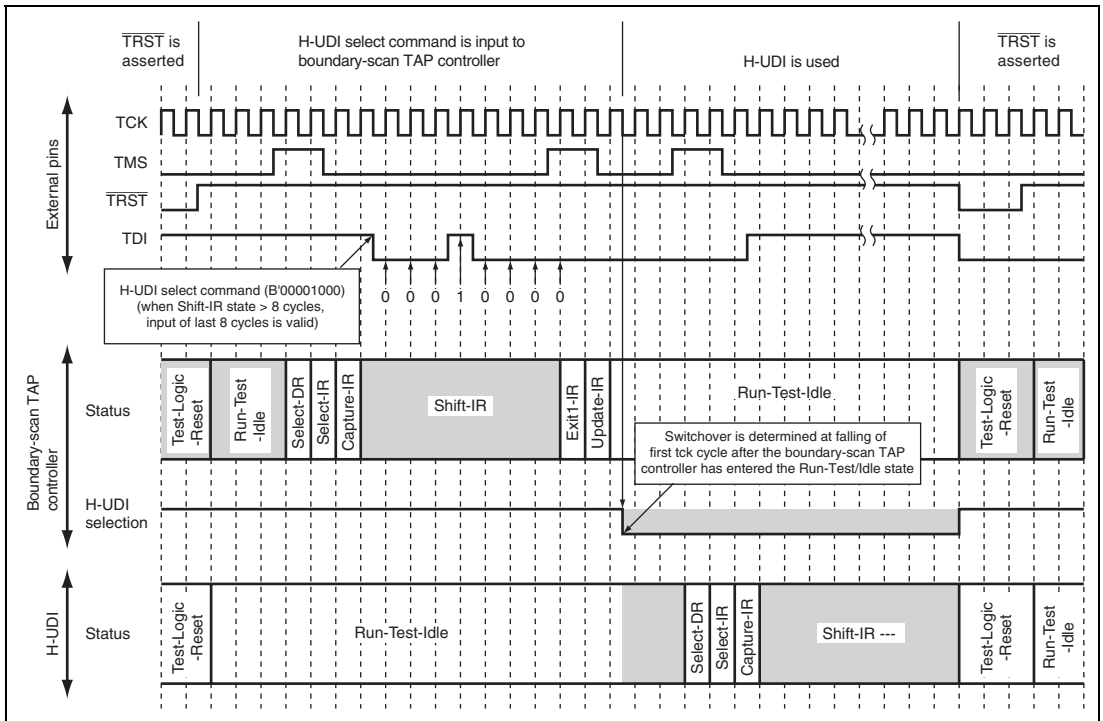 TRST is
asserted
H-UDI select command is input to
boundary-scan TAP controller
H-UDI is used
TRST is
asserted
External pins
TCK
TMS
TRST
TDI
H-UDI select command (B'00001000)
(when Shift-IR state > 8 cycles,
input of last 8 cycles is valid)
0 0 0 1 0 0 0 0
Boundary-scan TAP
controller
Status
Test-Logic
-Reset
Run-Test
-Idle
Select-DR
Select-IR
Capture-IR
Shift-IR
Exit1-IR
Update-IR
Run-Test-Idle
Test-Logic
-Reset
Run-Test
-Idle
Switchover is determined at falling of
first tck cycle after the boundary-scan TAP
controller has entered the Run-Test/Idle state
H-UDI
selection
H-UDI
Status
Test-Logic
-Reset
Run-Test-Idle
Select-DR
Select-IR
Capture-IR
Shift-IR ---
Test-Logic
-Reset
Run-Test
-Idle